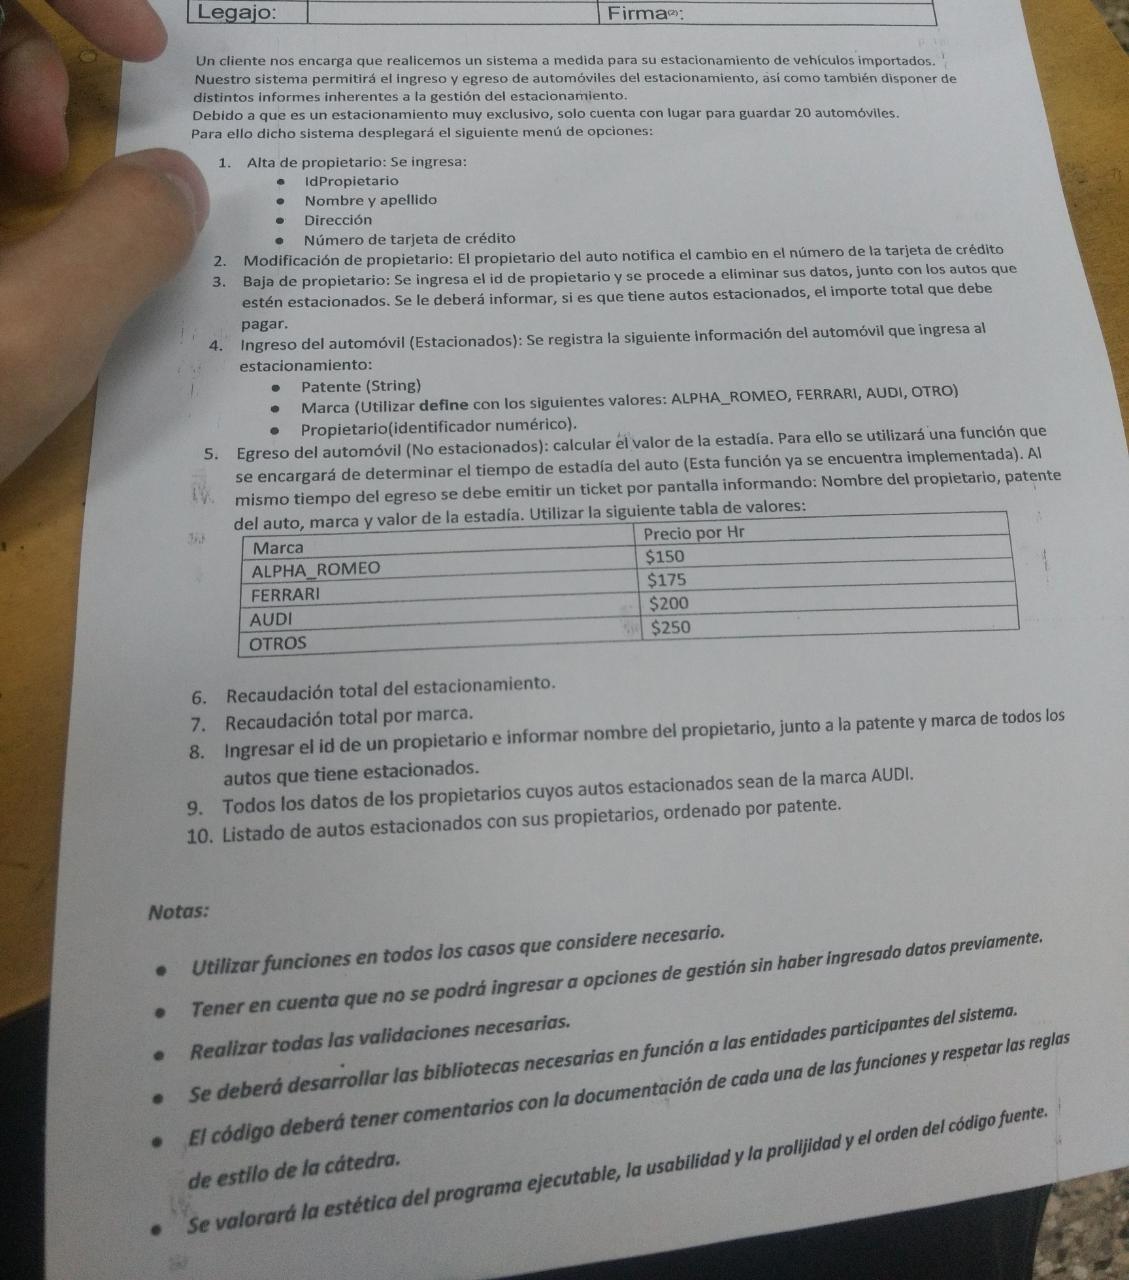 Legajo: Firma⁽²⁾:
Un cliente nos encarga que realicemos un sistema a medida para su estacionamiento de vehículos importados.
Nuestro sistema permitirá el ingreso y egreso de automóviles del estacionamiento, así como también disponer de
distintos informes inherentes a la gestión del estacionamiento.
Debido a que es un estacionamiento muy exclusivo, solo cuenta con lugar para guardar 20 automóviles.
Para ello dicho sistema desplegará el siguiente menú de opciones:
1. Alta de propietario: Se ingresa:
• IdPropietario
• Nombre y apellido
• Dirección
• Número de tarjeta de crédito
2. Modificación de propietario: El propietario del auto notifica el cambio en el número de la tarjeta de crédito
3. Baja de propietario: Se ingresa el id de propietario y se procede a eliminar sus datos, junto con los autos que
estén estacionados. Se le deberá informar, si es que tiene autos estacionados, el importe total que debe
pagar.
4. Ingreso del automóvil (Estacionados): Se registra la siguiente información del automóvil que ingresa al
estacionamiento:
• Patente (String)
• Marca (Utilizar define con los siguientes valores: ALPHA_ROMEO, FERRARI, AUDI, OTRO)
• Propietario(identificador numérico).
5. Egreso del automóvil (No estacionados): calcular el valor de la estadía. Para ello se utilizará una función que
se encargará de determinar el tiempo de estadía del auto (Esta función ya se encuentra implementada). Al
mismo tiempo del egreso se debe emitir un ticket por pantalla informando: Nombre del propietario, patente
del auto, marca y valor de la estadía. Utilizar la siguiente tabla de valores:
Marca Precio por Hr
ALPHA_ROMEO $150
FERRARI $175
AUDI $200
OTROS $250
6. Recaudación total del estacionamiento.
7. Recaudación total por marca.
8. Ingresar el id de un propietario e informar nombre del propietario, junto a la patente y marca de todos los
autos que tiene estacionados.
9. Todos los datos de los propietarios cuyos autos estacionados sean de la marca AUDI.
10. Listado de autos estacionados con sus propietarios, ordenado por patente.
Notas:
• Utilizar funciones en todos los casos que considere necesario.
• Tener en cuenta que no se podrá ingresar a opciones de gestión sin haber ingresado datos previamente.
• Realizar todas las validaciones necesarias.
• Se deberá desarrollar las bibliotecas necesarias en función a las entidades participantes del sistema.
• El código deberá tener comentarios con la documentación de cada una de las funciones y respetar las reglas
de estilo de la cátedra.
• Se valorará la estética del programa ejecutable, la usabilidad y la prolijidad y el orden del código fuente.